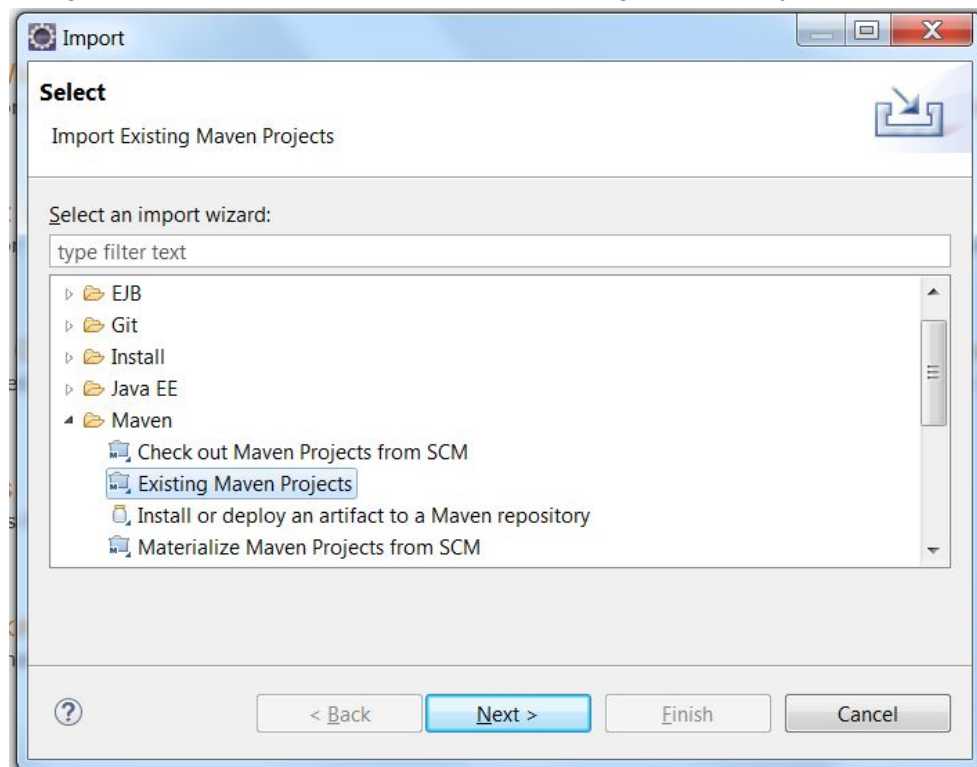 Import
Select
Import Existing Maven Projects
Select an import wizard:
type filter text
EJB
Git
Install
Java EE
Maven
Check out Maven Projects from SCM
Existing Maven Projects
Install or deploy an artifact to a Maven repository
Materialize Maven Projects from SCM
< Back Next > Finish Cancel